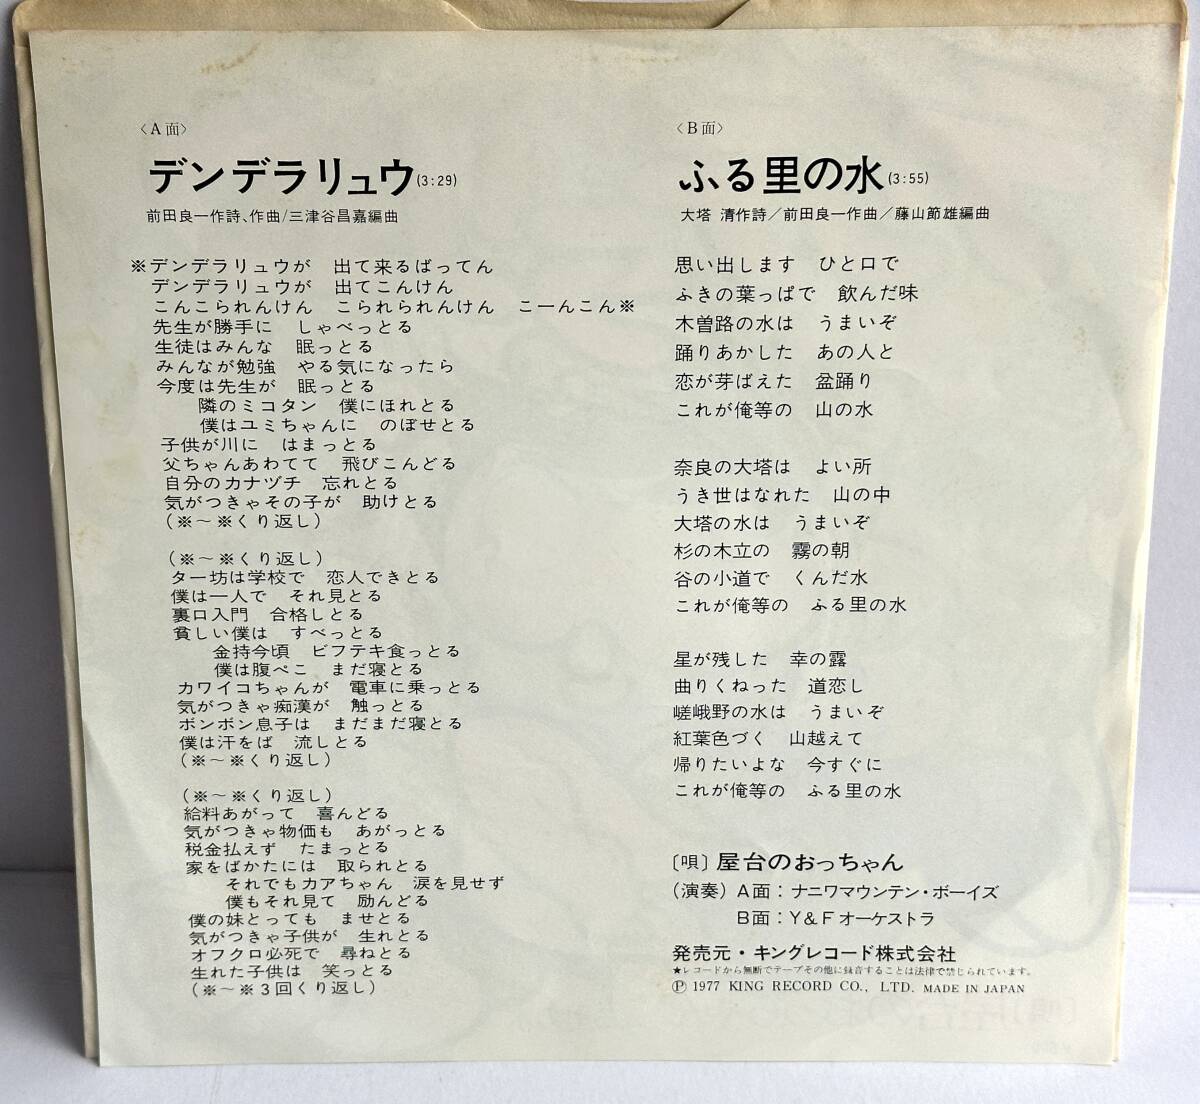 〈A面〉
デンデラリュウ(3:29)
前田良一作詩、作曲/三津谷昌嘉編曲
※デンデラリュウが　出て来るばってん
デンデラリュウが　出てこんけん
こんこられんけん　こられられんけん　こーんこん※
先生が勝手に　しゃべっとる
生徒はみんな　眠っとる
みんなが勉強　やる気になったら
今度は先生が　眠っとる
隣のミコタン　僕にほれとる
僕はユミちゃんに　のぼせとる
子供が川に　はまっとる
父ちゃんあわてて　飛びこんどる
自分のカナヅチ　忘れとる
気がつきゃその子が　助けとる
(※〜※くり返し)
(※〜※くり返し)
ター坊は学校で　恋人できとる
僕は一人で　それ見とる
裏口入門　合格しとる
貧しい僕は　すべっとる
金持今頃　ビフテキ食っとる
僕は腹ぺこ　まだ寝とる
カワイコちゃんが　電車に乗っとる
気がつきゃ痴漢が　触っとる
ボンボン息子は　まだまだ寝とる
僕は汗をば　流しとる
(※〜※くり返し)
(※〜※くり返し)
給料あがって　喜んどる
気がつきゃ物価も　あがっとる
税金払えず　たまっとる
家をばかたには　取られとる
それでもカアちゃん　涙を見せず
僕もそれ見て　励んどる
僕の妹とっても　ませとる
気がつきゃ子供が　生れとる
オフクロ必死で　尋ねとる
生れた子供は　笑っとる
(※〜※3回くり返し)
〈B面〉
ふる里の水(3:55)
大塔 清作詩／前田良一作曲／藤山節雄編曲
思い出します　ひと口で
ふきの葉っぱで　飲んだ味
木曽路の水は　うまいぞ
踊りあかした　あの人と
恋が芽ばえた　盆踊り
これが俺等の　山の水
奈良の大塔は　よい所
うき世はなれた　山の中
大塔の水は　うまいぞ
杉の木立の　霧の朝
谷の小道で　くんだ水
これが俺等の　ふる里の水
星が残した　幸の露
曲りくねった　道恋し
嵯峨野の水は　うまいぞ
紅葉色づく　山越えて
帰りたいよな　今すぐに
これが俺等の　ふる里の水
〔唄〕屋台のおっちゃん
(演奏)A面：ナニワマウンテン・ボーイズ
B面：Y＆Fオーケストラ
発売元・キングレコード株式会社
★レコードから無断でテープその他に録音することは法律で禁じられています。
Ⓟ 1977 KING RECORD CO., LTD. MADE IN JAPAN